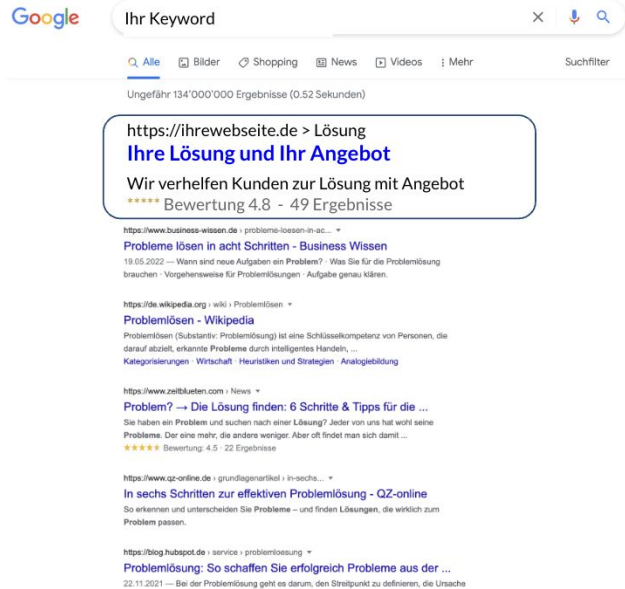 Google
Ihr Keyword
Alle Bilder Shopping News Videos Mehr Suchfilter
Ungefähr 134'000'000 Ergebnisse (0.52 Sekunden)
https://ihrewebseite.de > Lösung
Ihre Lösung und Ihr Angebot
Wir verhelfen Kunden zur Lösung mit Angebot
***** Bewertung 4.8 - 49 Ergebnisse
https://www.business-wissen.de › probleme-loesen-in-ac...
Probleme lösen in acht Schritten - Business Wissen
19.05.2022 — Wann sind neue Aufgaben ein Problem? · Was Sie für die Problemlösung
brauchen · Vorgehensweise für Problemlösungen · Aufgabe genau klären.
https://de.wikipedia.org › wiki › Problemlösen
Problemlösen - Wikipedia
Problemlösen (Substantiv: Problemlösung) ist eine Schlüsselkompetenz von Personen, die
darauf abzielt, erkannte Probleme durch intelligentes Handeln, ...
Kategorisierungen · Wirtschaft · Heuristiken und Strategien · Analogiebildung
https://www.zeitblueten.com › News
Problem? → Die Lösung finden: 6 Schritte & Tipps für die ...
Sie haben ein Problem und suchen nach einer Lösung? Jeder von uns hat wohl seine
Probleme. Der eine mehr, die andere weniger. Aber oft findet man sich damit ...
★★★★★ Bewertung: 4.5 · 22 Ergebnisse
https://www.qz-online.de › grundlagenartikel › in-sechs...
In sechs Schritten zur effektiven Problemlösung - QZ-online
So erkennen und unterscheiden Sie Probleme – und finden Lösungen, die wirklich zum
Problem passen.
https://blog.hubspot.de › service › problemloesung
Problemlösung: So schaffen Sie erfolgreich Probleme aus der ...
22.11.2021 — Bei der Problemlösung geht es darum, den Streitpunkt zu definieren, die Ursache